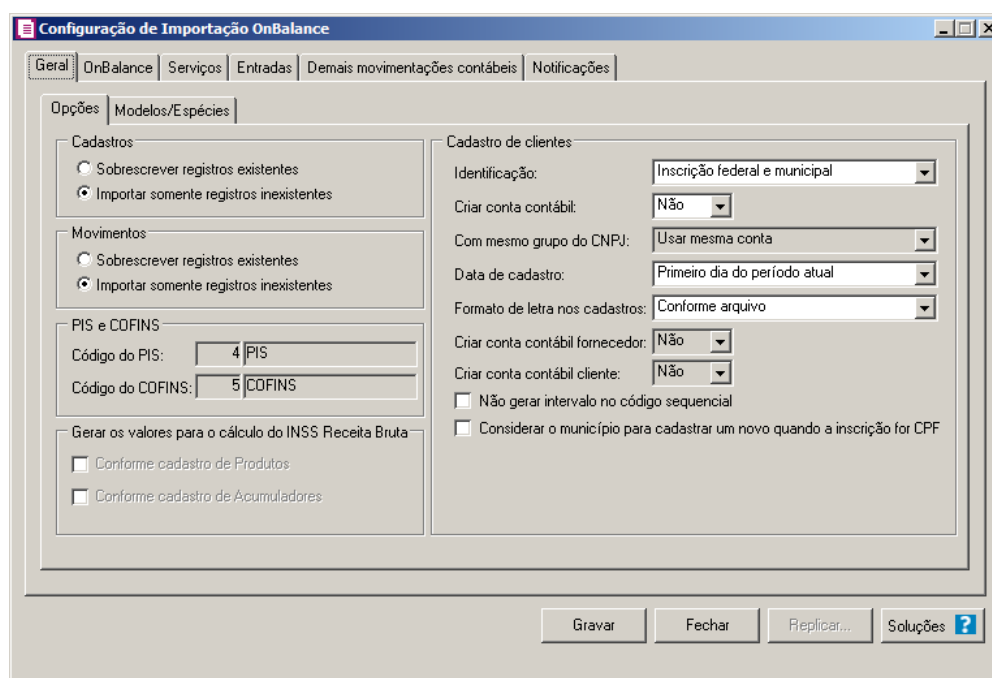 Configuração de Importação OnBalance
Geral OnBalance Serviços Entradas Demais movimentações contábeis Notificações
Opções Modelos/Espécies
Cadastros
Sobrescrever registros existentes
Importar somente registros inexistentes
Movimentos
Sobrescrever registros existentes
Importar somente registros inexistentes
PIS e COFINS
Código do PIS: 4 PIS
Código do COFINS: 5 COFINS
Gerar os valores para o cálculo do INSS Receita Bruta
Conforme cadastro de Produtos
Conforme cadastro de Acumuladores
Cadastro de clientes
Identificação: Inscrição federal e municipal
Criar conta contábil: Não
Com mesmo grupo do CNPJ: Usar mesma conta
Data de cadastro: Primeiro dia do período atual
Formato de letra nos cadastros: Conforme arquivo
Criar conta contábil fornecedor: Não
Criar conta contábil cliente: Não
Não gerar intervalo no código sequencial
Considerar o município para cadastrar um novo quando a inscrição for CPF
Gravar Fechar Replicar... Soluções ?